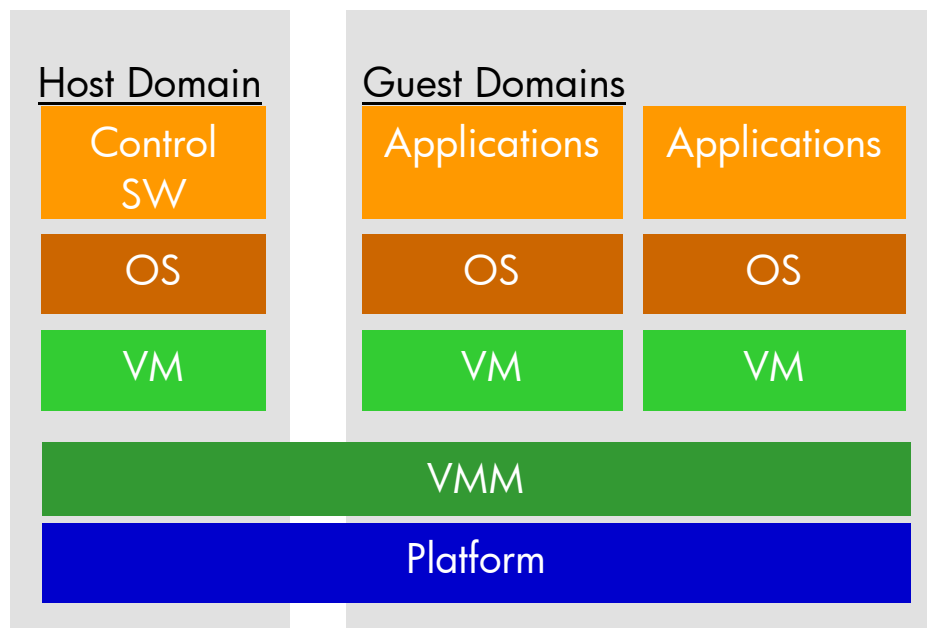 Host Domain
Guest Domains
Control
SW
Applications
Applications
OS
OS
OS
VM
VM
VM
VMM
Platform